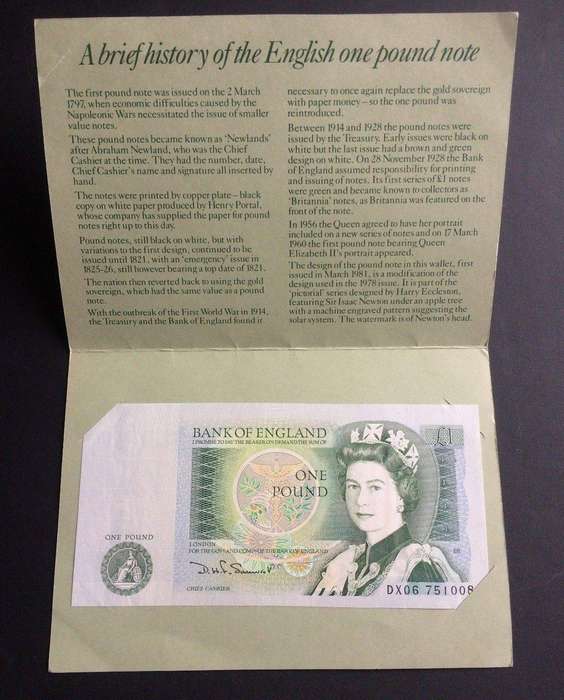 A brief history of the English one pound note
The first pound note was issued on the 2 March
1797, when economic difficulties caused by the
Napoleonic Wars necessitated the issue of smaller
value notes.
These pound notes became known as 'Newlands'
after Abraham Newland, who was the Chief
Cashier at the time. They had the number, date,
Chief Cashier's name and signature all inserted by
hand.
The notes were printed by copper plate – black
copy on white paper produced by Henry Portal,
whose company has supplied the paper for pound
notes right up to this day.
Pound notes, still black on white, but with
variations to the first design, continued to be
issued until 1821, with an 'emergency' issue in
1825-26, still however bearing a top date of 1821.
The nation then reverted back to using the gold
sovereign, which had the same value as a pound
note.
With the outbreak of the First World War in 1914,
the Treasury and the Bank of England found it
necessary to once again replace the gold sovereign
with paper money – so the one pound was
reintroduced.
Between 1914 and 1928 the pound notes were
issued by the Treasury. Early issues were black on
white but the last issue had a brown and green
design on white. On 28 November 1928 the Bank
of England assumed responsibility for printing
and issuing of notes. Its first series of £1 notes
were green and became known to collectors as
'Britannia' notes, as Britannia was featured on the
front of the note.
In 1956 the Queen agreed to have her portrait
included on a new series of notes and on 17 March
1960 the first pound note bearing Queen
Elizabeth II's portrait appeared.
The design of the pound note in this wallet, first
issued in March 1981, is a modification of the
design used in the 1978 issue. It is part of the
'pictorial' series designed by Harry Eccleston,
featuring Sir Isaac Newton under an apple tree
with a machine engraved pattern suggesting the
solar system. The watermark is of Newton's head.
BANK OF ENGLAND
I PROMISE TO PAY THE BEARER ON DEMAND THE SUM OF
£1
ONE
POUND
ONE POUND
LONDON
FOR THE GOVR AND COMPA OF THE BANK OF ENGLAND
CHIEF CASHIER
DX06 751008